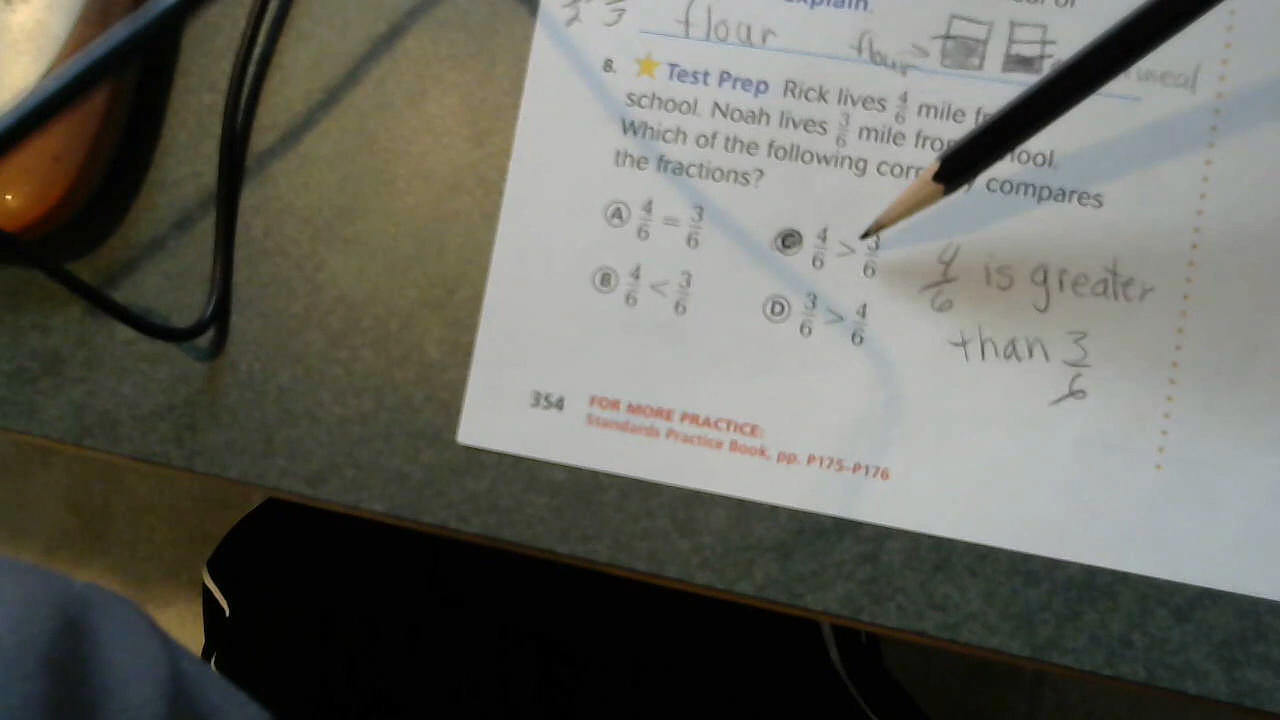 explain.
flour flour >
8. Test Prep Rick lives 4/6 mile
school. Noah lives 3/6 mile
Which of the following compares
the fractions?
A 4/6 = 3/6 C 4/6 > 3/6
4/6 is greater
B 4/6 < 3/6 D 3/6 > 4/6
than 3/6
354 FOR MORE PRACTICE:
Standards Practice Book, pp. P175–P176